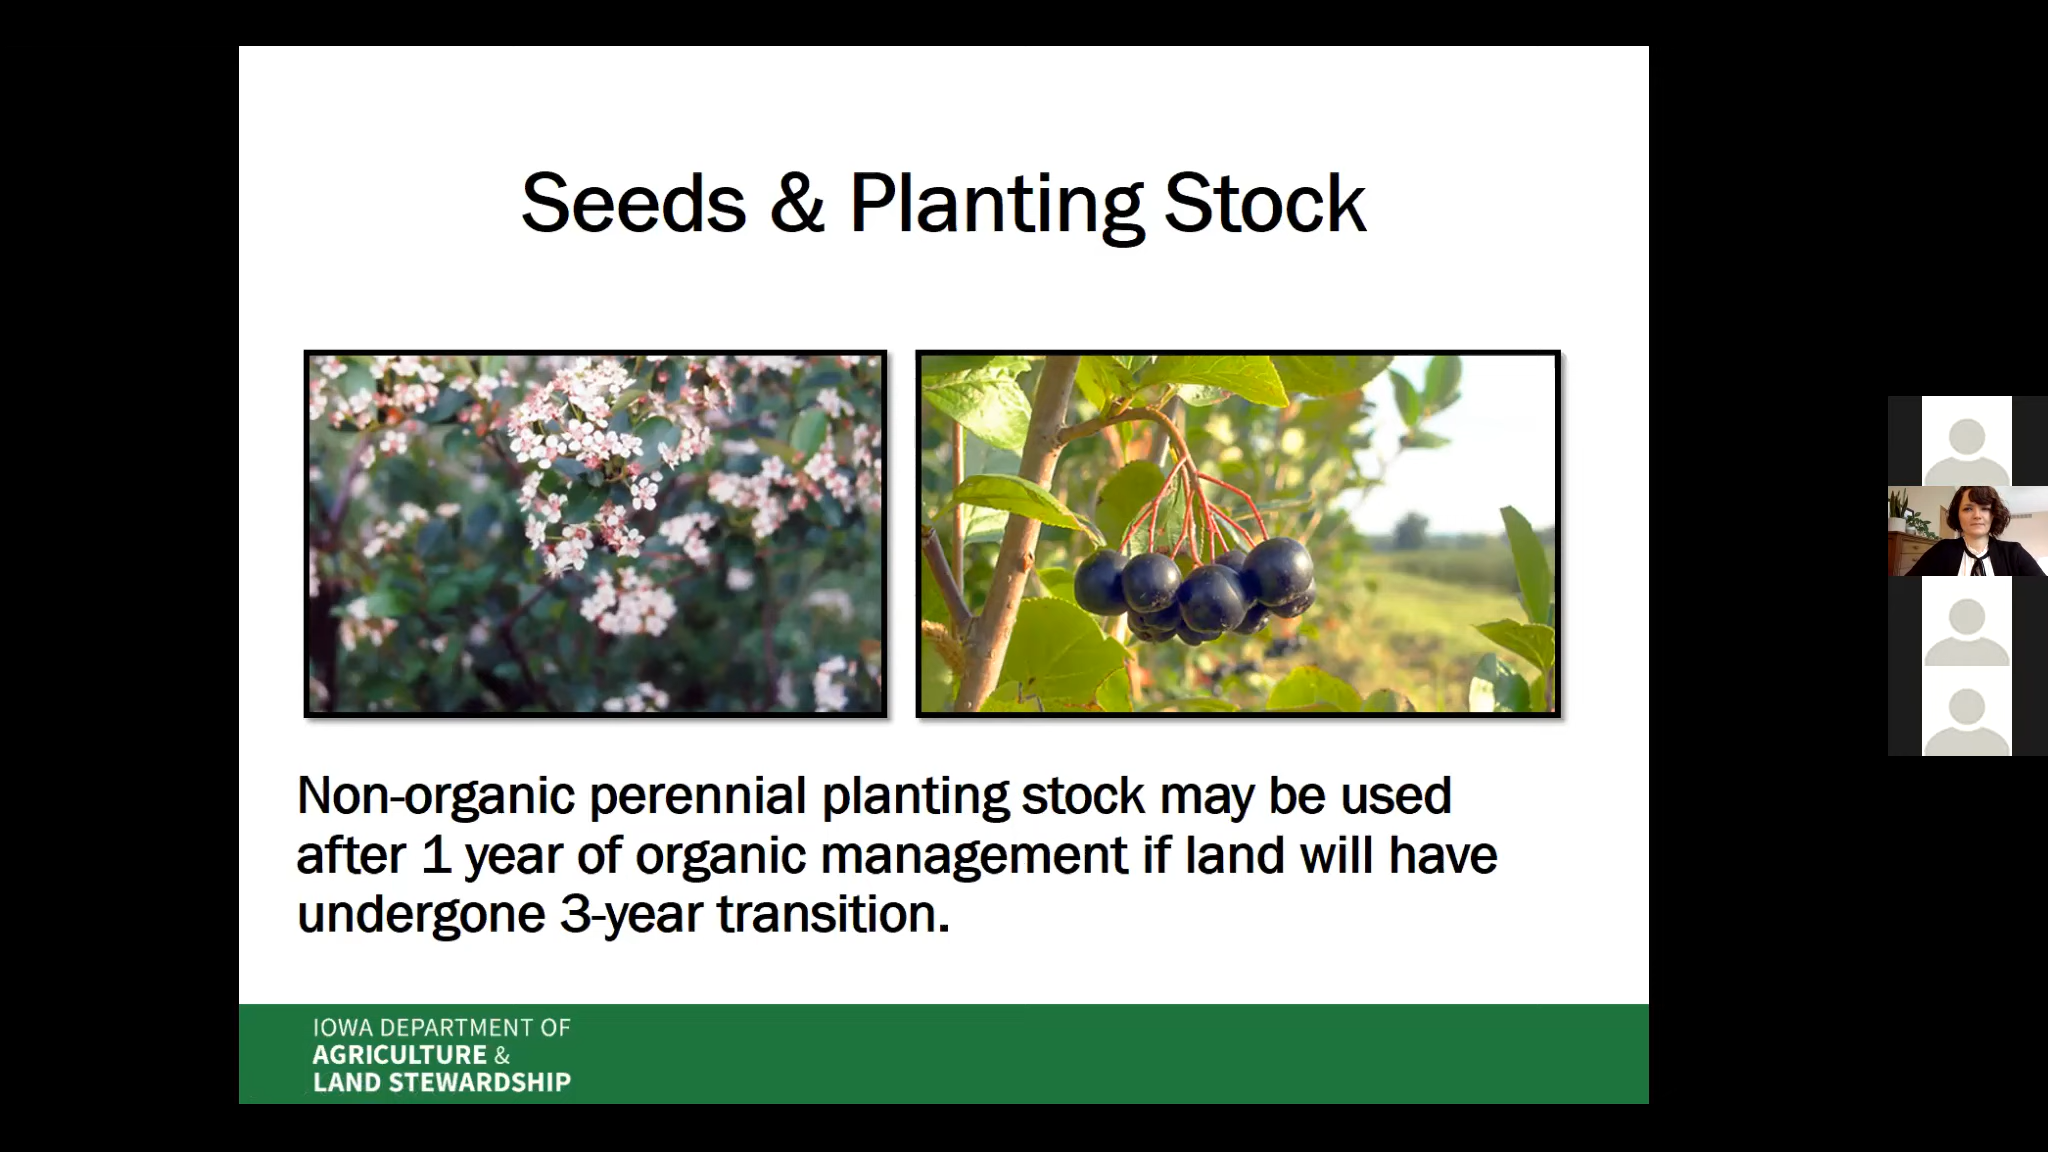 Seeds & Planting Stock
Non-organic perennial planting stock may be used
after 1 year of organic management if land will have
undergone 3-year transition.
IOWA DEPARTMENT OF
AGRICULTURE &
LAND STEWARDSHIP